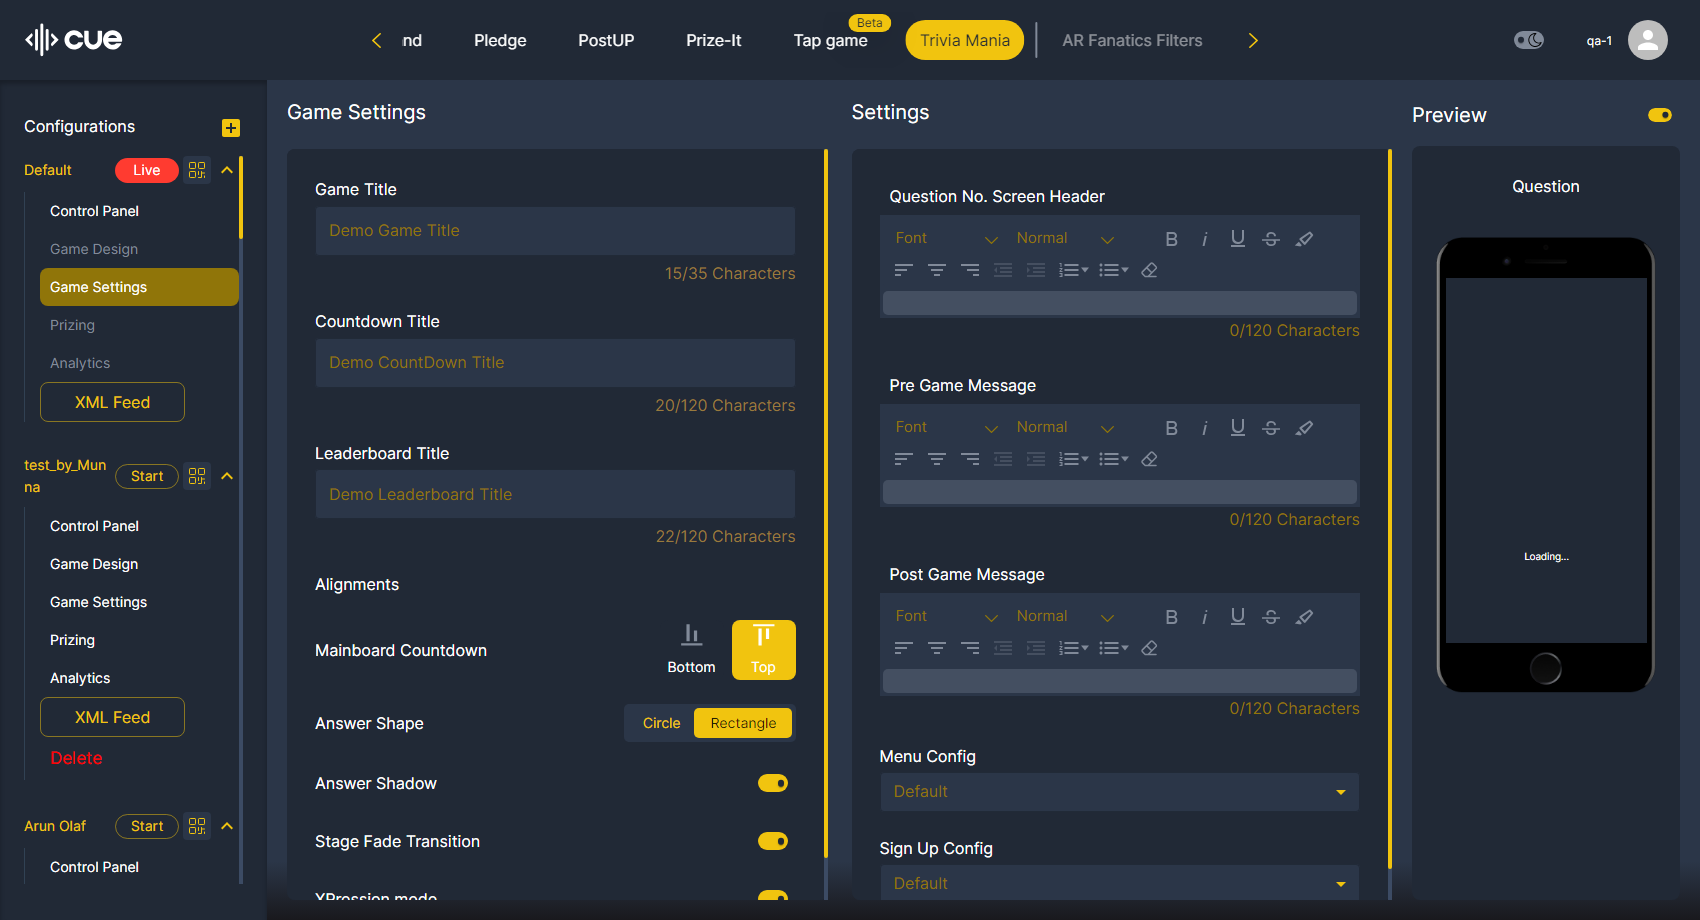 cue
nd
Pledge
PostUP
Prize-It
Tap game
Beta
Trivia Mania
AR Fanatics Filters
qa-1
Configurations
Default
Live
Control Panel
Game Design
Game Settings
Prizing
Analytics
XML Feed
test_by_Mun
na
Start
Control Panel
Game Design
Game Settings
Prizing
Analytics
XML Feed
Delete
Arun Olaf
Start
Control Panel
Game Settings
Game Title
Demo Game Title
15/35 Characters
Countdown Title
Demo CountDown Title
20/120 Characters
Leaderboard Title
Demo Leaderboard Title
22/120 Characters
Alignments
Mainboard Countdown
Bottom
Top
Answer Shape
Circle
Rectangle
Answer Shadow
Stage Fade Transition
XPression mode
Settings
Question No. Screen Header
Font
Normal
0/120 Characters
Pre Game Message
Font
Normal
0/120 Characters
Post Game Message
Font
Normal
0/120 Characters
Menu Config
Default
Sign Up Config
Default
Preview
Question
Loading...